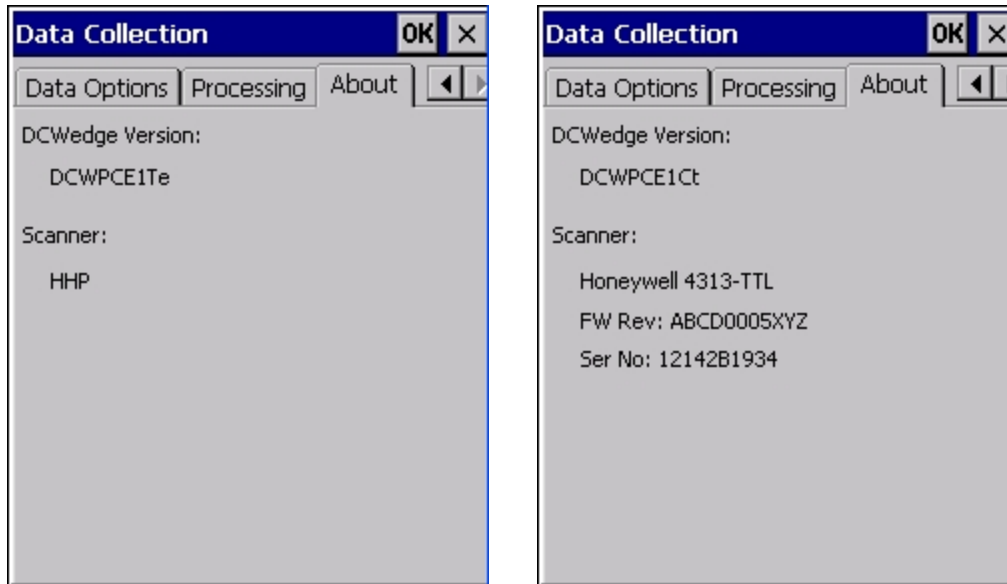 Data Collection OK ×
Data Options Processing About
DCWedge Version:
DCWPCE1Te
Scanner:
HHP
Data Collection OK ×
Data Options Processing About
DCWedge Version:
DCWPCE1Ct
Scanner:
Honeywell 4313-TTL
FW Rev: ABCD0005XYZ
Ser No: 12142B1934